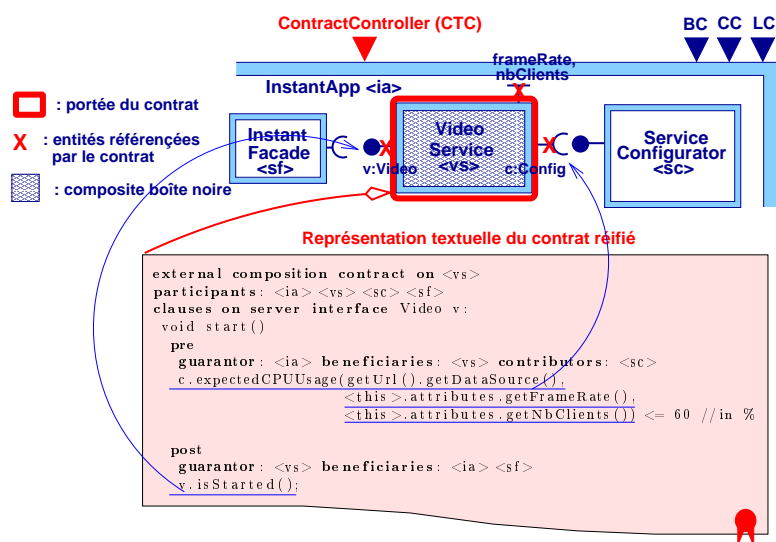 ContractController (CTC)
BC CC LC
frameRate,
nbClients
InstantApp <ia>
: portée du contrat
X : entités référençées
par le contrat
: composite boîte noire
Instant
Facade
<sf>
v:Video
X
Video
Service
<vs>
X
X
c:Config
Service
Configurator
<sc>
Représentation textuelle du contrat réifié
external composition contract on <vs>
participants: <ia> <vs> <sc> <sf>
clauses on server interface Video v:
void start()
pre
guarantor: <ia> beneficiaries: <vs> contributors: <sc>
c.expectedCPUUsage(getUrl().getDataSource(),
<this>.attributes.getFrameRate(),
<this>.attributes.getNbClients()) <= 60 //in %
post
guarantor: <vs> beneficiaries: <ia> <sf>
v.isStarted();